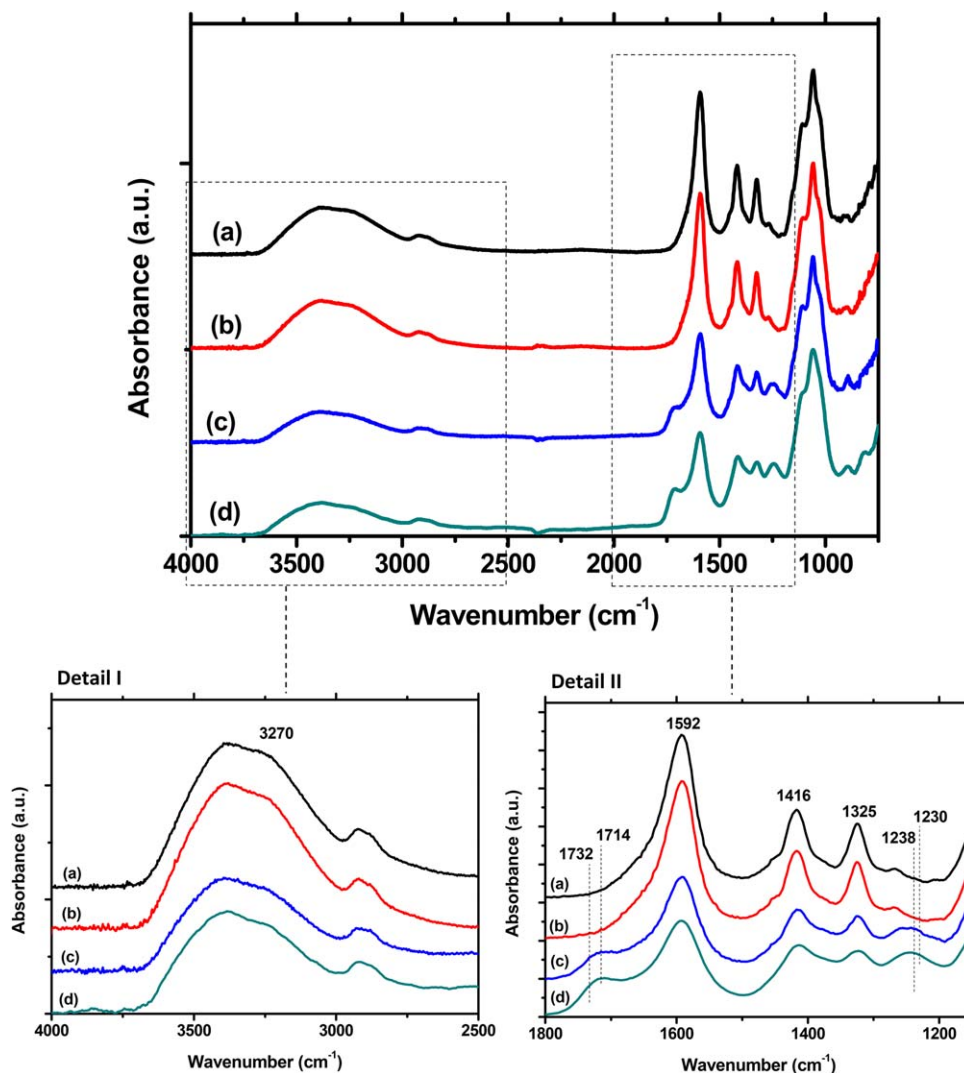 Absorbance (a.u.)
(a)
(b)
(c)
(d)
4000 3500 3000 2500 2000 1500 1000
Wavenumber (cm⁻¹)
Detail I
3270
Absorbance (a.u.)
(a)
(b)
(c)
(d)
4000 3500 3000 2500
Wavenumber (cm⁻¹)
Detail II
1592
1416
1325
1230
1238
1714
1732
Absorbance (a.u.)
(a)
(b)
(c)
(d)
1800 1600 1400 1200
Wavenumber (cm⁻¹)